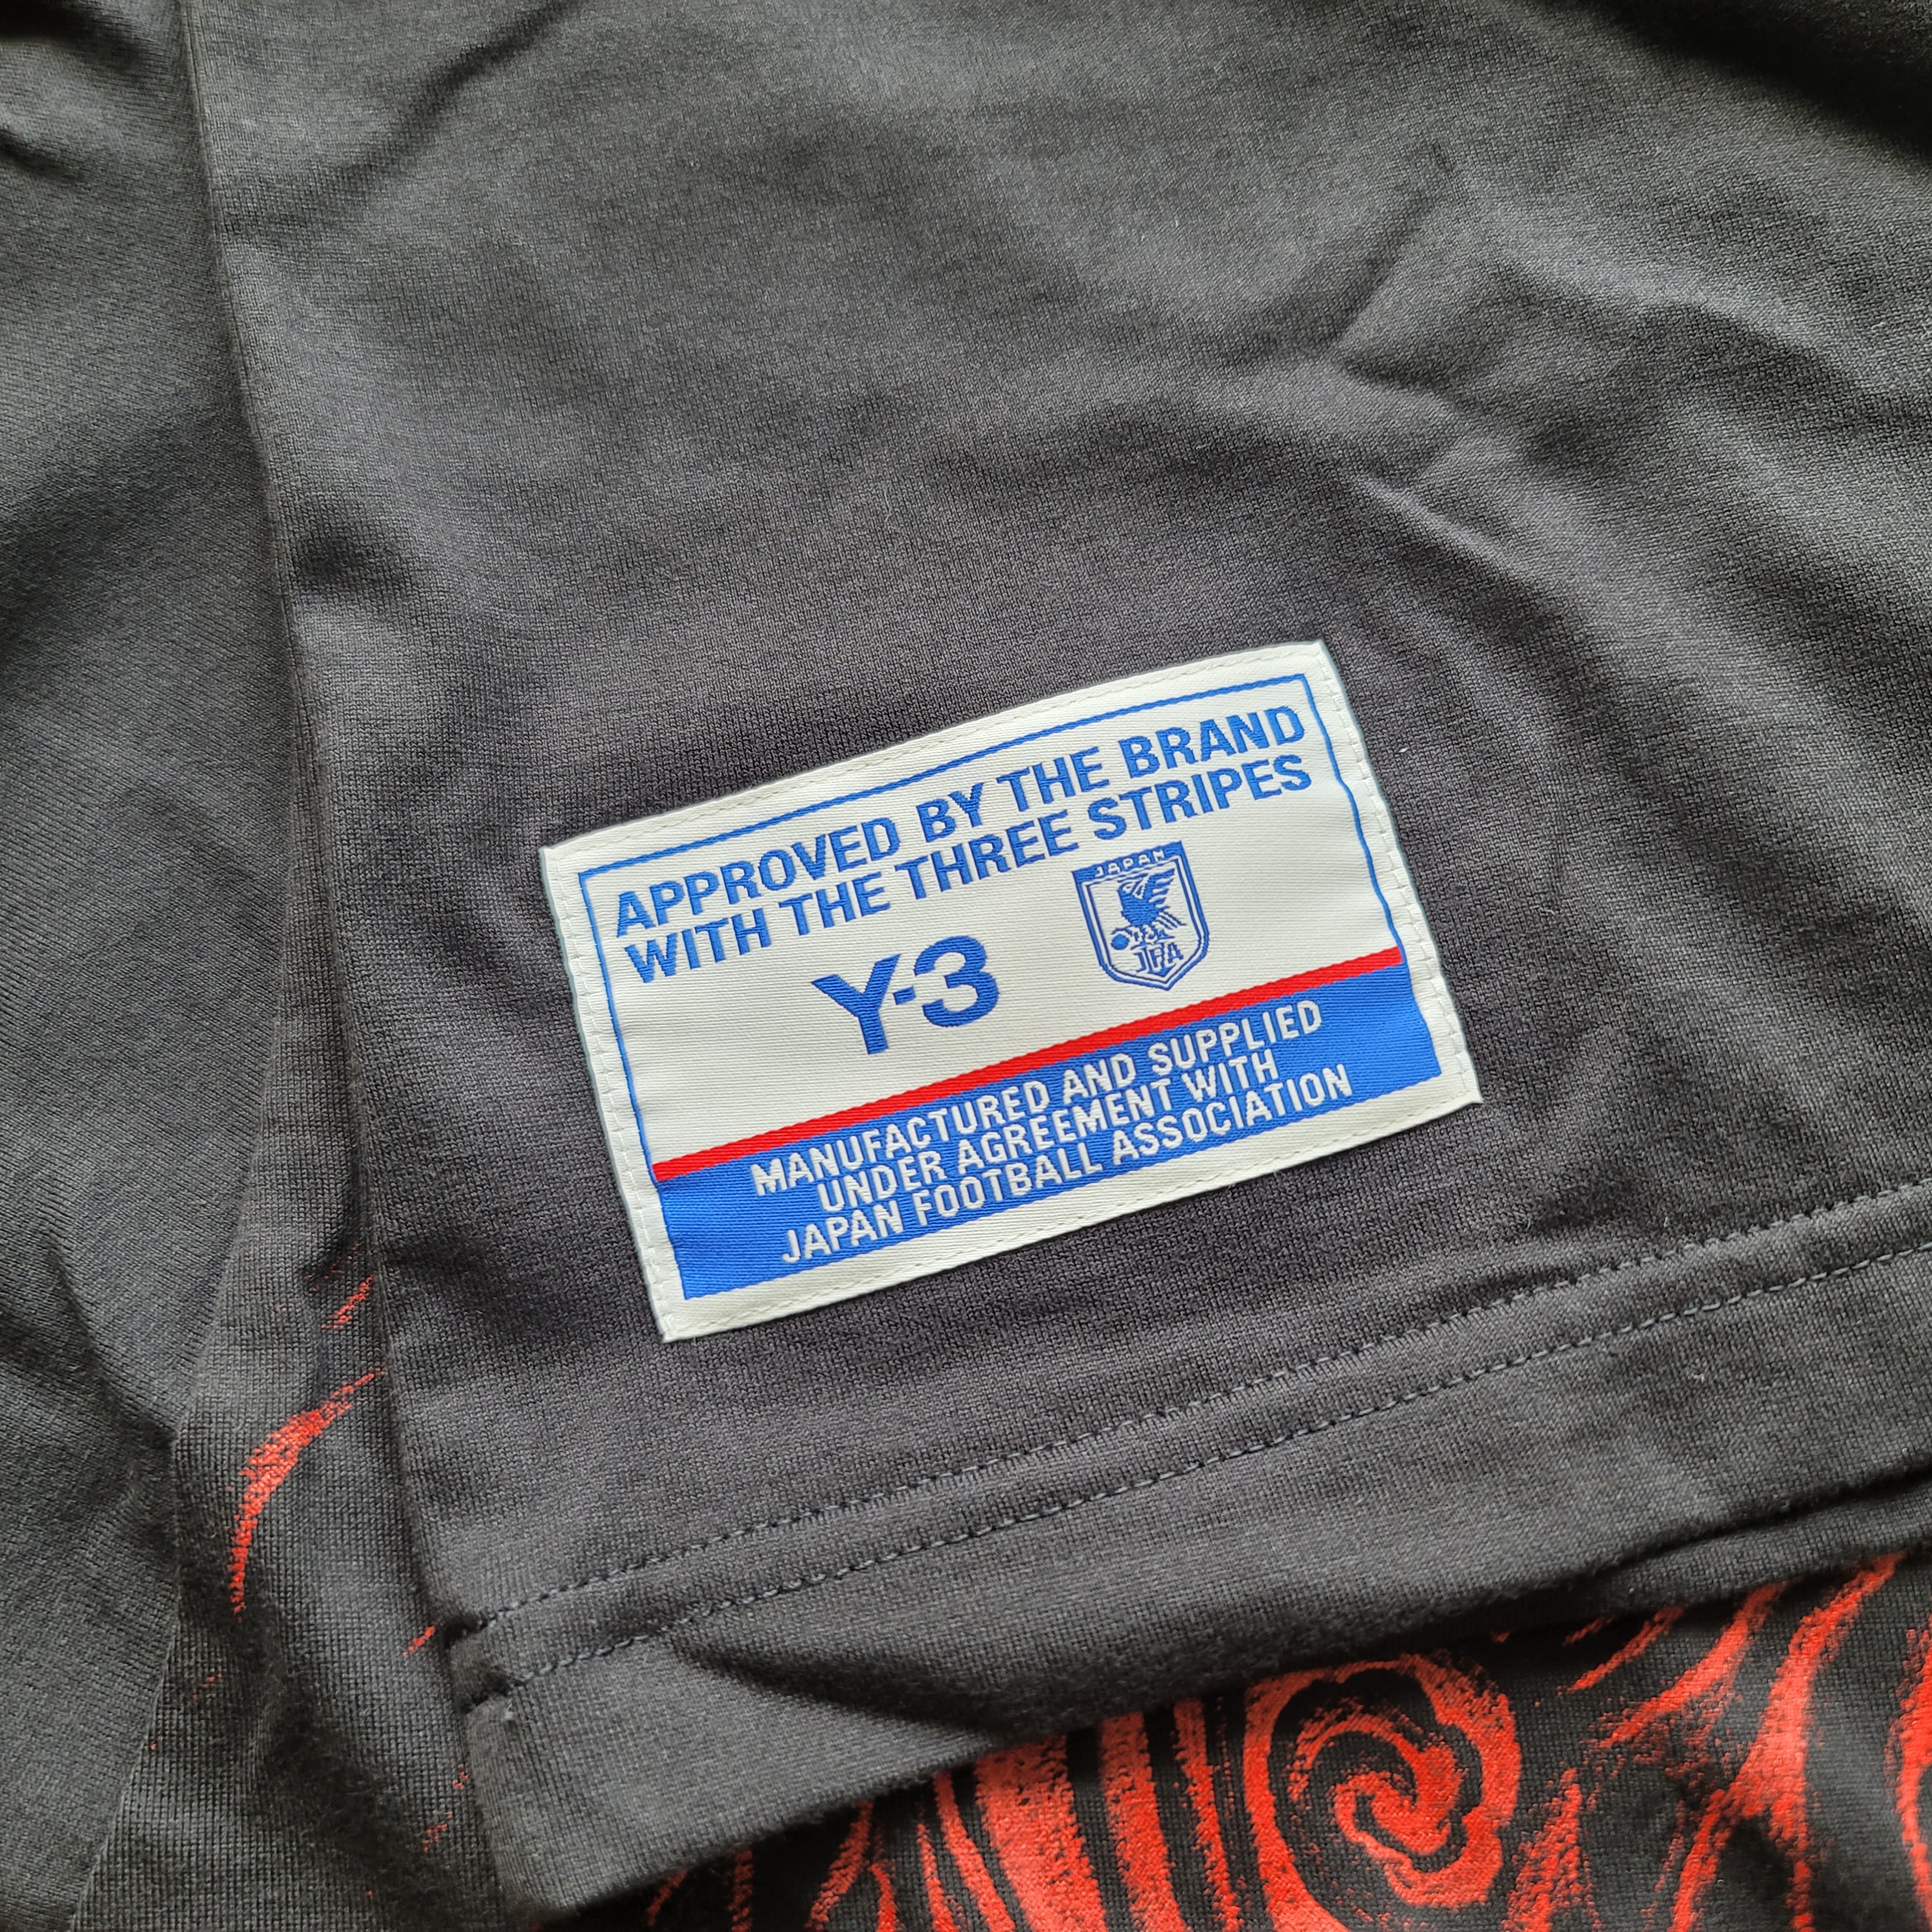 APPROVED BY THE BRAND
WITH THE THREE STRIPES
Y-3
JAPAN
JFA
MANUFACTURED AND SUPPLIED
UNDER AGREEMENT WITH
JAPAN FOOTBALL ASSOCIATION